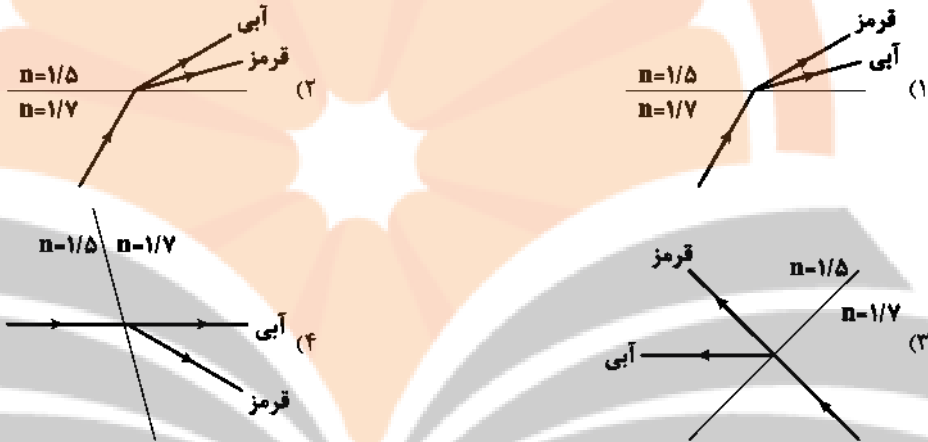 ۱)
قرمز
آبی
n=۱/۵
n=۱/۷
۲)
آبی
قرمز
n=۱/۵
n=۱/۷
۳)
قرمز
n=۱/۵
n=۱/۷
آبی
۴)
n=۱/۵ n=۱/۷
آبی
قرمز